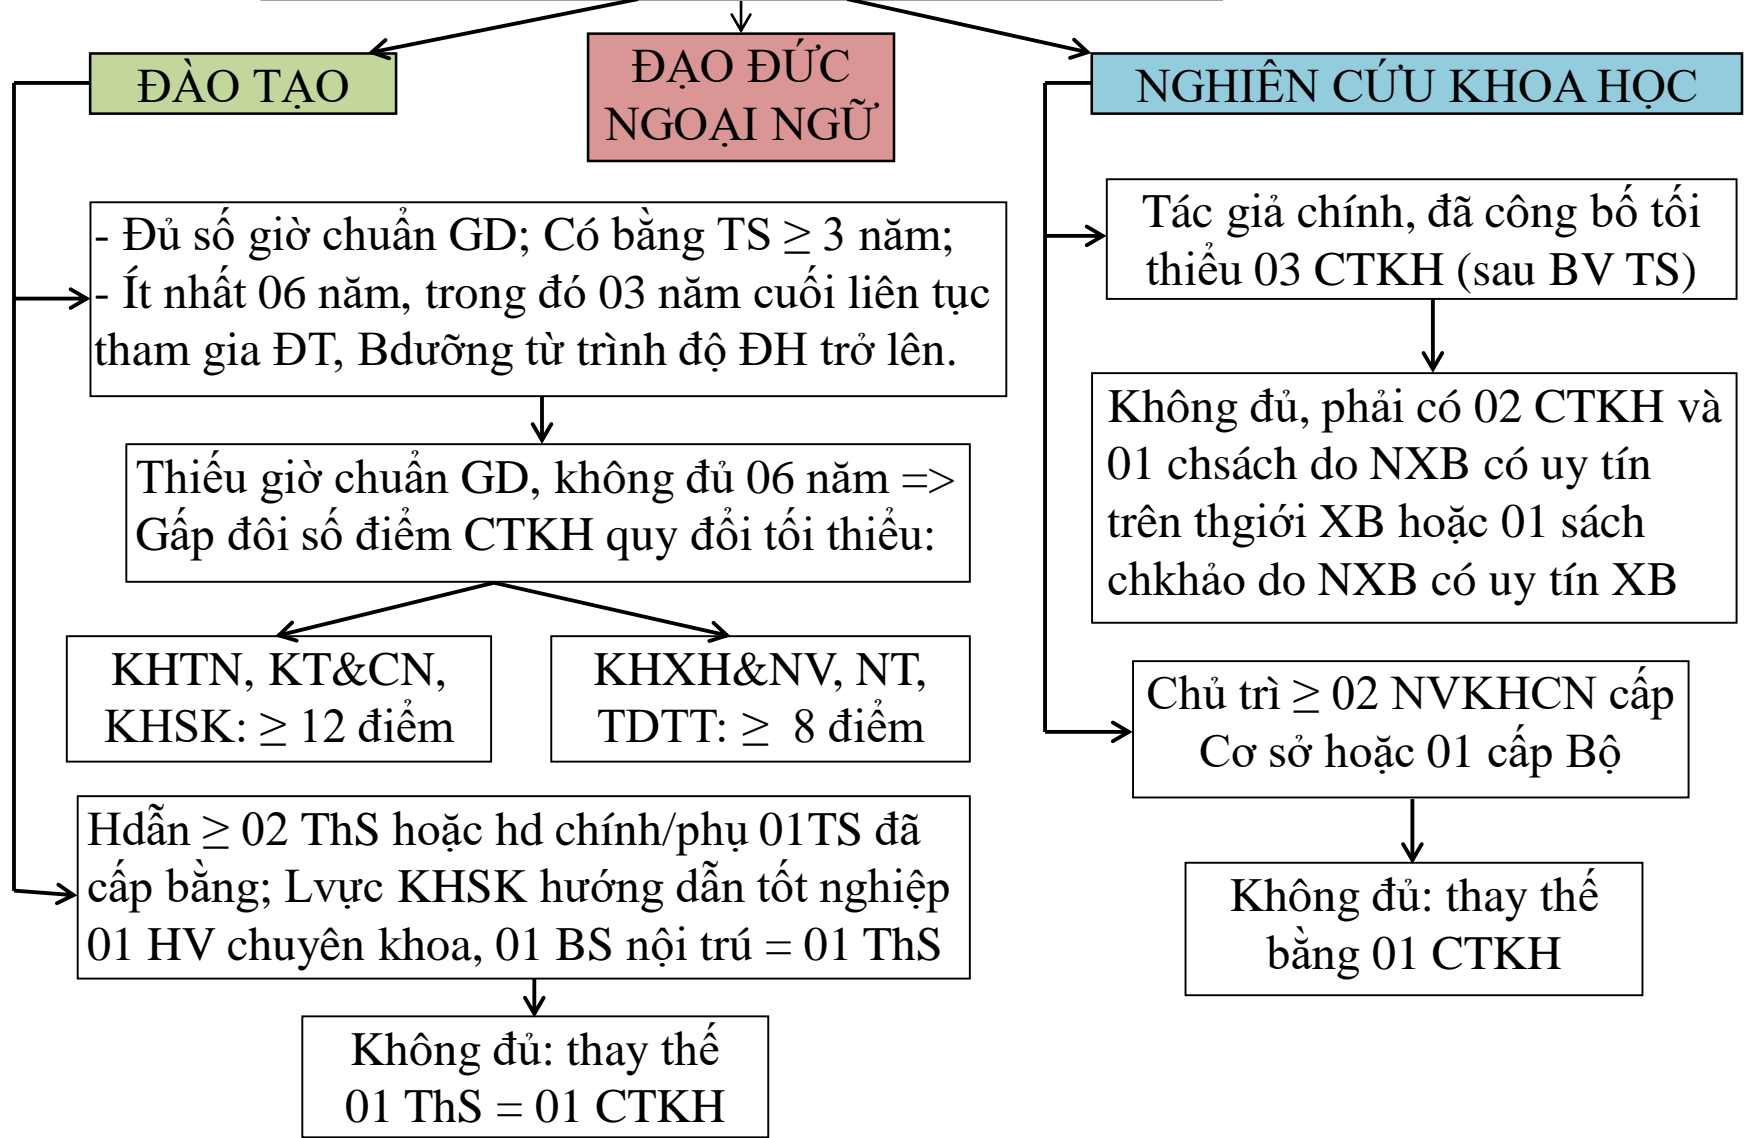 ĐÀO TẠO
ĐẠO ĐỨC
NGOẠI NGỮ
NGHIÊN CỨU KHOA HỌC
- Đủ số giờ chuẩn GD; Có bằng TS ≥ 3 năm;
- Ít nhất 06 năm, trong đó 03 năm cuối liên tục
tham gia ĐT, Bdưỡng từ trình độ ĐH trở lên.
Thiếu giờ chuẩn GD, không đủ 06 năm =>
Gấp đôi số điểm CTKH quy đổi tối thiểu:
KHTN, KT&CN,
KHSK: ≥ 12 điểm
KHXH&NV, NT,
TDTT: ≥ 8 điểm
Hdẫn ≥ 02 ThS hoặc hd chính/phụ 01TS đã
cấp bằng; Lvực KHSK hướng dẫn tốt nghiệp
01 HV chuyên khoa, 01 BS nội trú = 01 ThS
Không đủ: thay thế
01 ThS = 01 CTKH
Tác giả chính, đã công bố tối
thiểu 03 CTKH (sau BV TS)
Không đủ, phải có 02 CTKH và
01 chsách do NXB có uy tín
trên thgiới XB hoặc 01 sách
chkhảo do NXB có uy tín XB
Chủ trì ≥ 02 NVKHCN cấp
Cơ sở hoặc 01 cấp Bộ
Không đủ: thay thế
bằng 01 CTKH